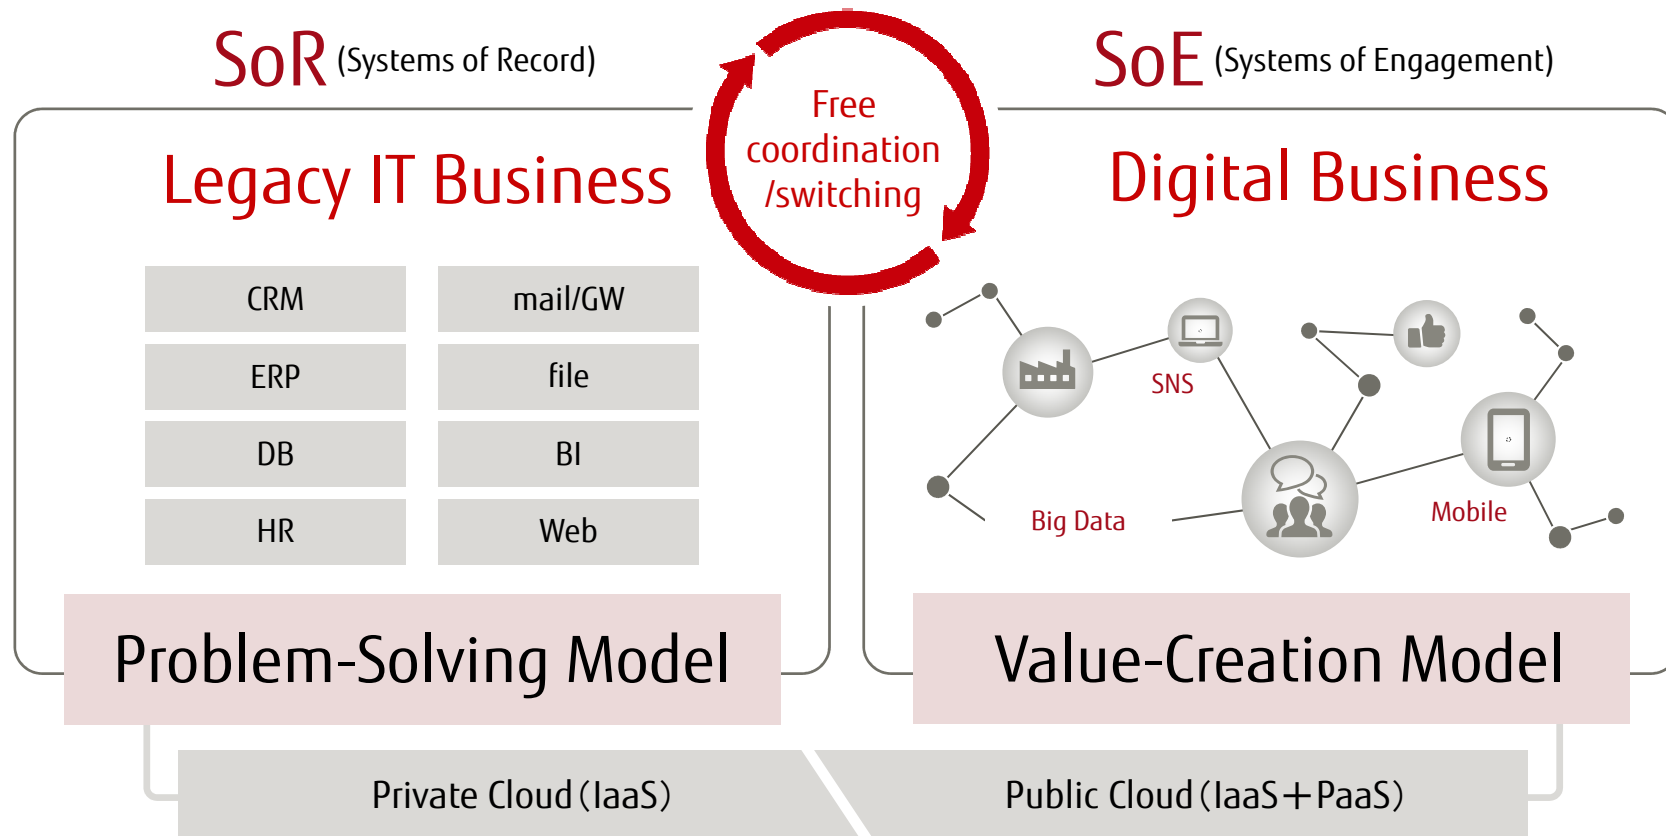 SoR (Systems of Record)
SoE (Systems of Engagement)
Free
coordination
/switching
Legacy IT Business
Digital Business
CRM
mail/GW
ERP
file
DB
BI
HR
Web
SNS
Big Data
Mobile
Problem-Solving Model
Value-Creation Model
Private Cloud（IaaS）
Public Cloud（IaaS＋PaaS）